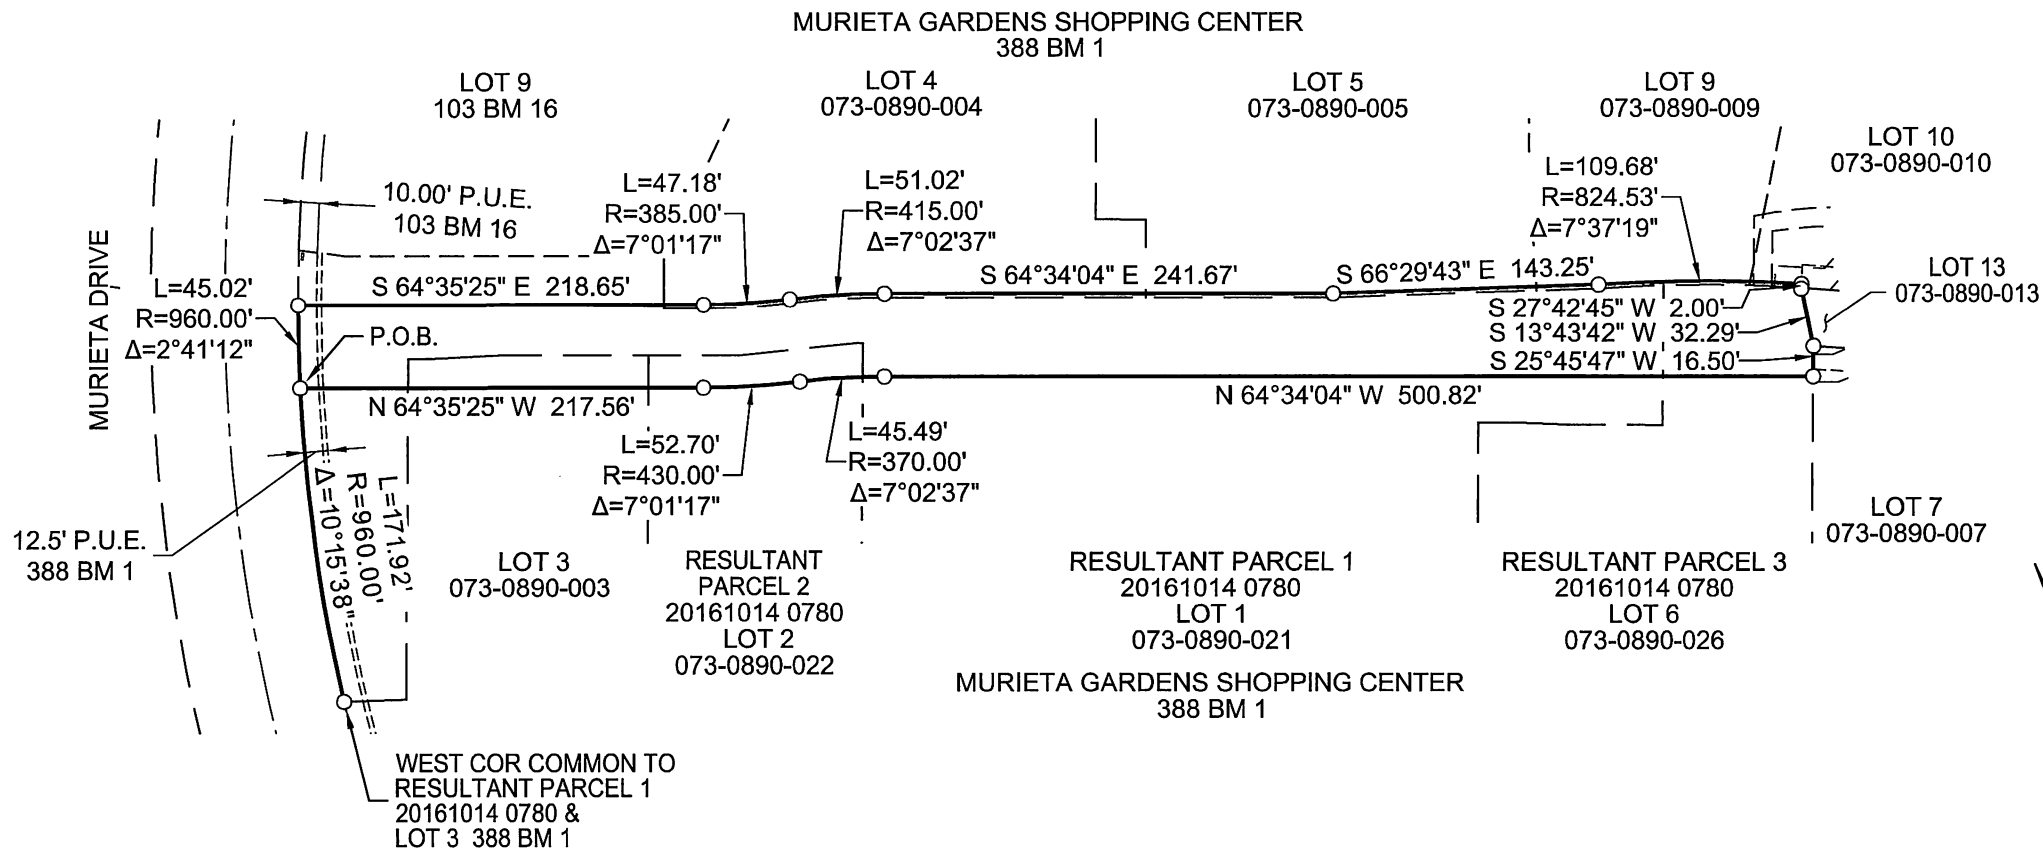 MURIETA GARDENS SHOPPING CENTER
388 BM 1
LOT 9
103 BM 16
LOT 4
073-0890-004
LOT 5
073-0890-005
LOT 9
073-0890-009
LOT 10
073-0890-010
10.00' P.U.E.
103 BM 16
L=47.18'
R=385.00'
Δ=7°01'17"
L=51.02'
R=415.00'
Δ=7°02'37"
L=109.68'
R=824.53'
Δ=7°37'19"
LOT 13
073-0890-013
MURIETA DRIVE
L=45.02'
R=960.00'
Δ=2°41'12"
S 64°35'25" E 218.65'
S 64°34'04" E 241.67'
S 66°29'43" E 143.25'
S 27°42'45" W 2.00'
S 13°43'42" W 32.29'
S 25°45'47" W 16.50'
P.O.B.
N 64°35'25" W 217.56'
N 64°34'04" W 500.82'
L=52.70'
R=430.00'
Δ=7°01'17"
L=45.49'
R=370.00'
Δ=7°02'37"
L=171.92'
R=960.00'
Δ=10°15'38"
12.5' P.U.E.
388 BM 1
LOT 3
073-0890-003
RESULTANT
PARCEL 2
20161014 0780
LOT 2
073-0890-022
RESULTANT PARCEL 1
20161014 0780
LOT 1
073-0890-021
RESULTANT PARCEL 3
20161014 0780
LOT 6
073-0890-026
LOT 7
073-0890-007
MURIETA GARDENS SHOPPING CENTER
388 BM 1
WEST COR COMMON TO
RESULTANT PARCEL 1
20161014 0780 &
LOT 3 388 BM 1